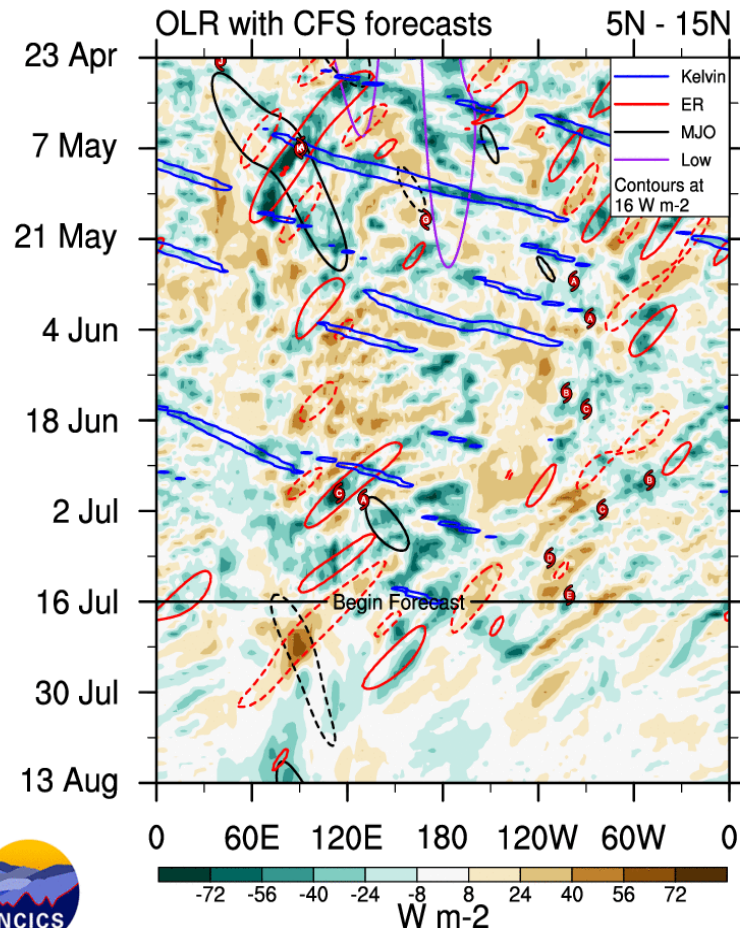 OLR with CFS forecasts 5N - 15N
23 Apr
7 May
21 May
4 Jun
18 Jun
2 Jul
16 Jul
30 Jul
13 Aug
Kelvin
ER
MJO
Low
Contours at
16 W m-2
J
K
G
A
A
B
C
B
C
A
C
D
E
Begin Forecast
0 60E 120E 180 120W 60W 0
-72 -56 -40 -24 -8 8 24 40 56 72
W m-2
NCICS